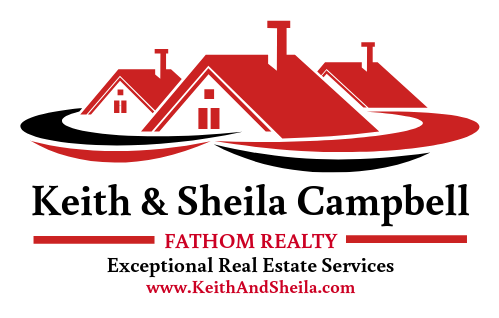 Keith & Sheila Campbell
FATHOM REALTY
Exceptional Real Estate Services
www.KeithAndSheila.com